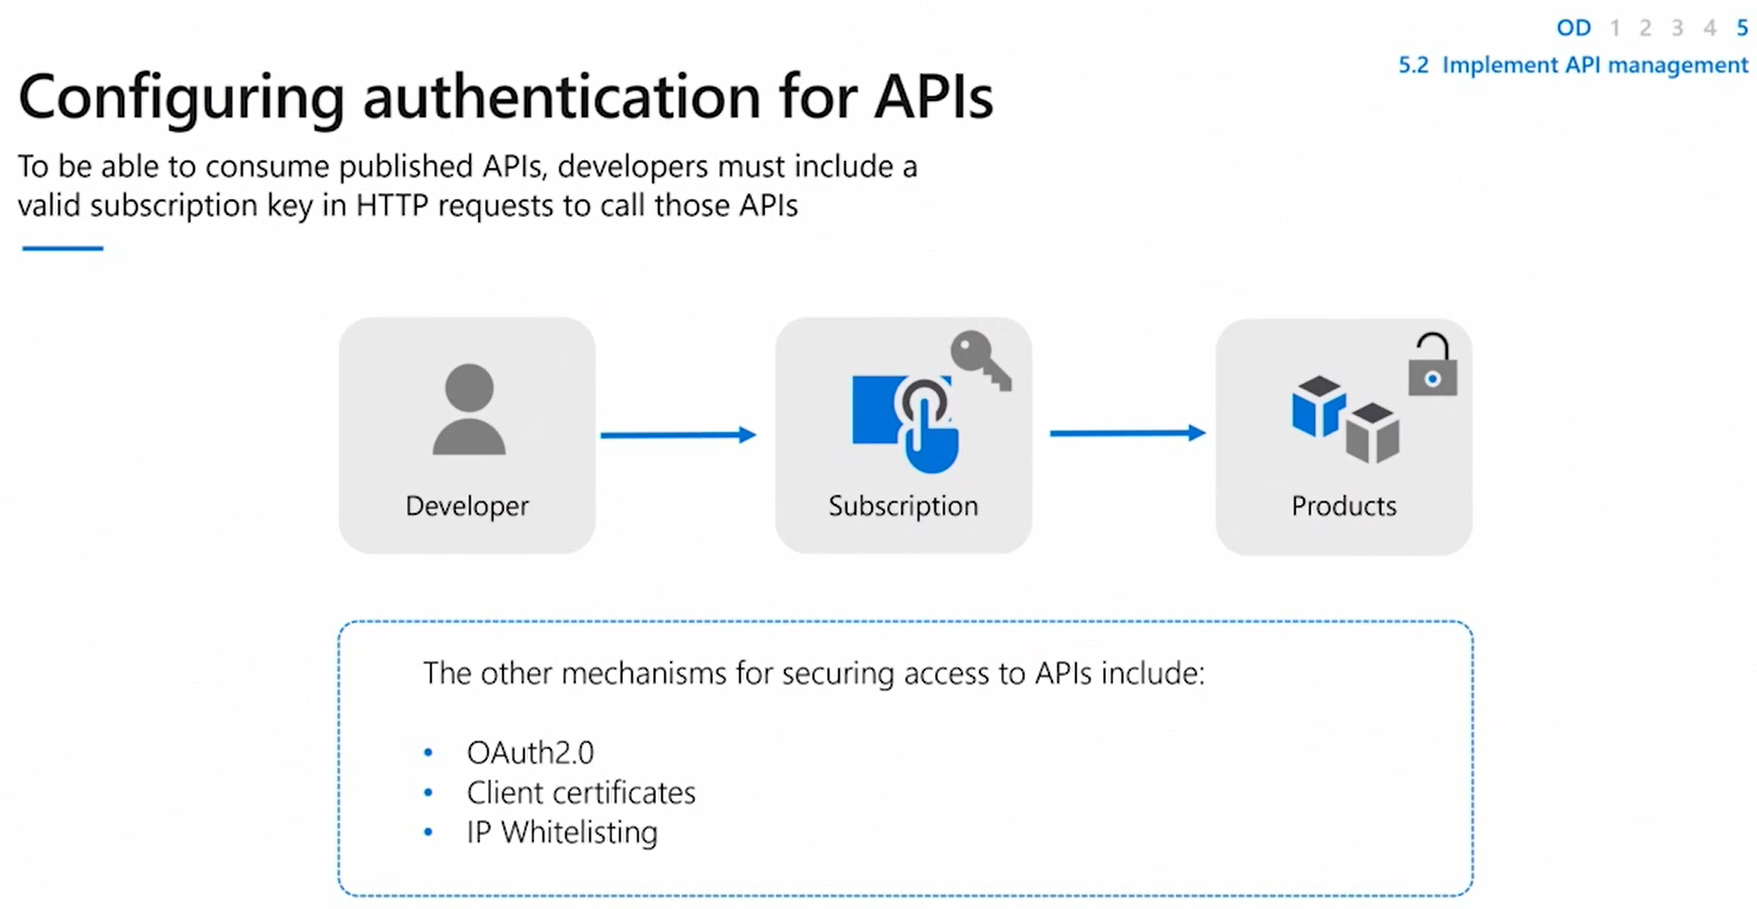 OD 1 2 3 4 5
5.2 Implement API management
Configuring authentication for APIs
To be able to consume published APIs, developers must include a
valid subscription key in HTTP requests to call those APIs
Developer
Subscription
Products
The other mechanisms for securing access to APIs include:
• OAuth2.0
• Client certificates
• IP Whitelisting